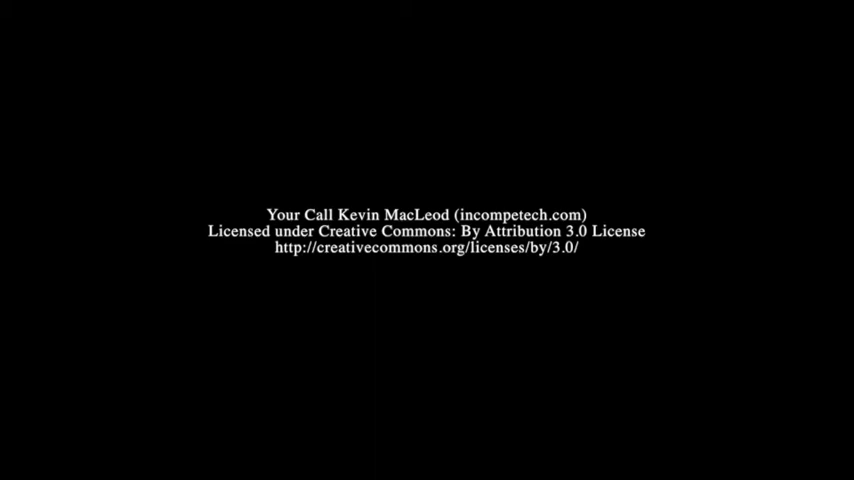 Your Call Kevin MacLeod (incompetech.com)
Licensed under Creative Commons: By Attribution 3.0 License
http://creativecommons.org/licenses/by/3.0/